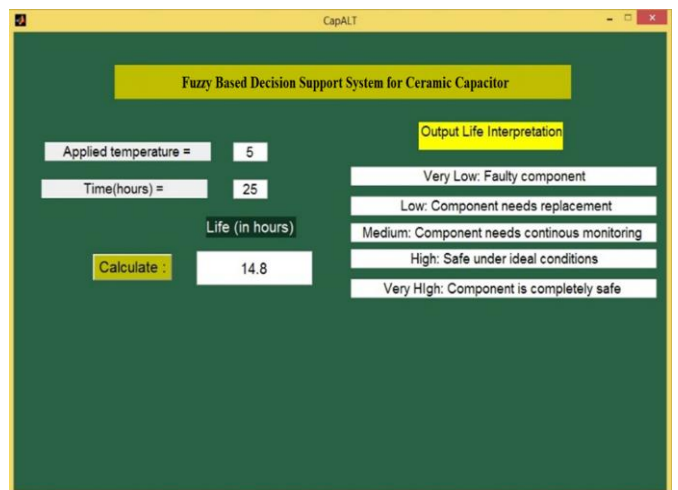 CapALT
Fuzzy Based Decision Support System for Ceramic Capacitor
Applied temperature =
5
Time(hours) =
25
Life (in hours)
Calculate :
14.8
Output Life Interpretation
Very Low: Faulty component
Low: Component needs replacement
Medium: Component needs continous monitoring
High: Safe under ideal conditions
Very HIgh: Component is completely safe